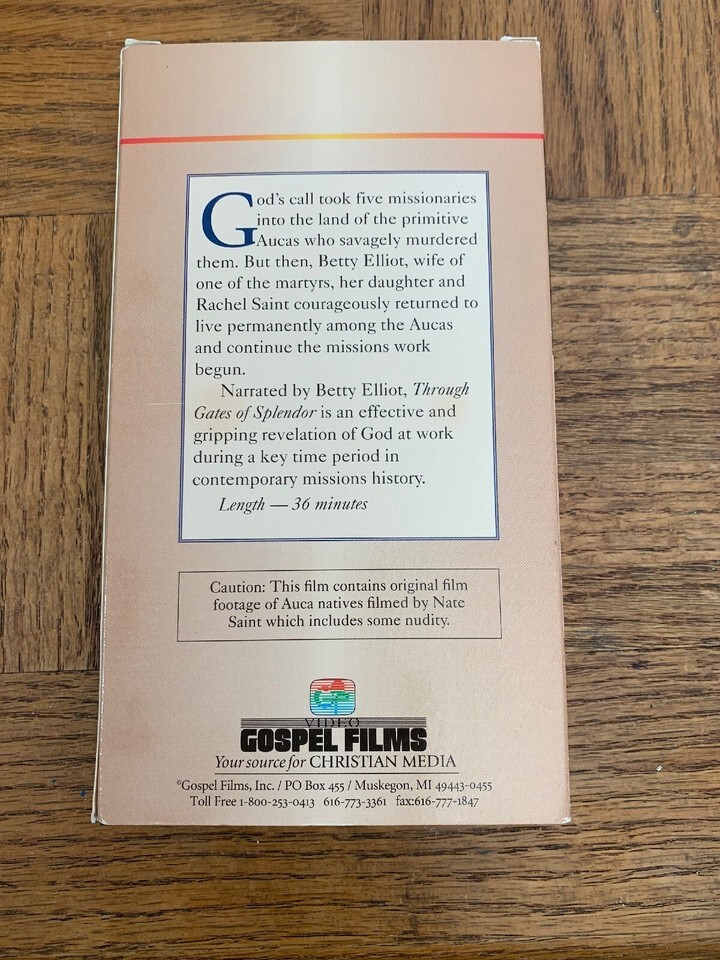 God's call took five missionaries
into the land of the primitive
Aucas who savagely murdered
them. But then, Betty Elliot, wife of
one of the martyrs, her daughter and
Rachel Saint courageously returned to
live permanently among the Aucas
and continue the missions work
begun.
Narrated by Betty Elliot, Through
Gates of Splendor is an effective and
gripping revelation of God at work
during a key time period in
contemporary missions history.
Length — 36 minutes
Caution: This film contains original film
footage of Auca natives filmed by Nate
Saint which includes some nudity.
VIDEO
GOSPEL FILMS
Your source for CHRISTIAN MEDIA
©Gospel Films, Inc. / PO Box 455 / Muskegon, MI 49443-0455
Toll Free 1-800-253-0413 616-773-3361 fax:616-777-1847